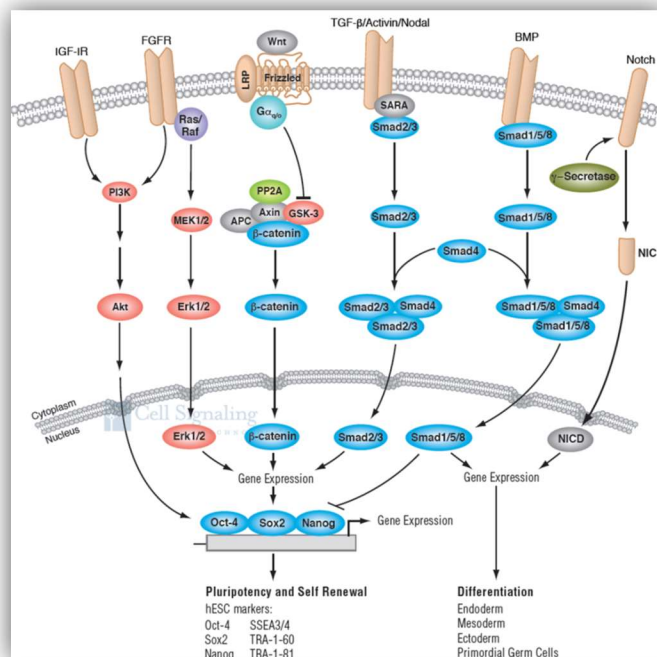 TGF-β/Activin/Nodal
IGF-IR
FGFR
Wnt
BMP
Notch
LRP
Frizzled
SARA
Ras/
Raf
Gαq/o
Smad2/3
Smad1/5/8
γ-Secretase
PI3K
PP2A
MEK1/2
APC
Axin
GSK-3
β-catenin
Smad2/3
Smad1/5/8
Smad4
NIC
Akt
Erk1/2
β-catenin
Smad2/3
Smad4
Smad2/3
Smad1/5/8
Smad4
Smad1/5/8
Cytoplasm
Nucleus
Cell Signaling
Erk1/2
β-catenin
Smad2/3
Smad1/5/8
NICD
Gene Expression
Gene Expression
Oct-4
Sox2
Nanog
Gene Expression
Pluripotency and Self Renewal
hESC markers:
Oct-4 SSEA3/4
Sox2 TRA-1-60
Nanog TRA-1-81
Differentiation
Endoderm
Mesoderm
Ectoderm
Primordial Germ Cells